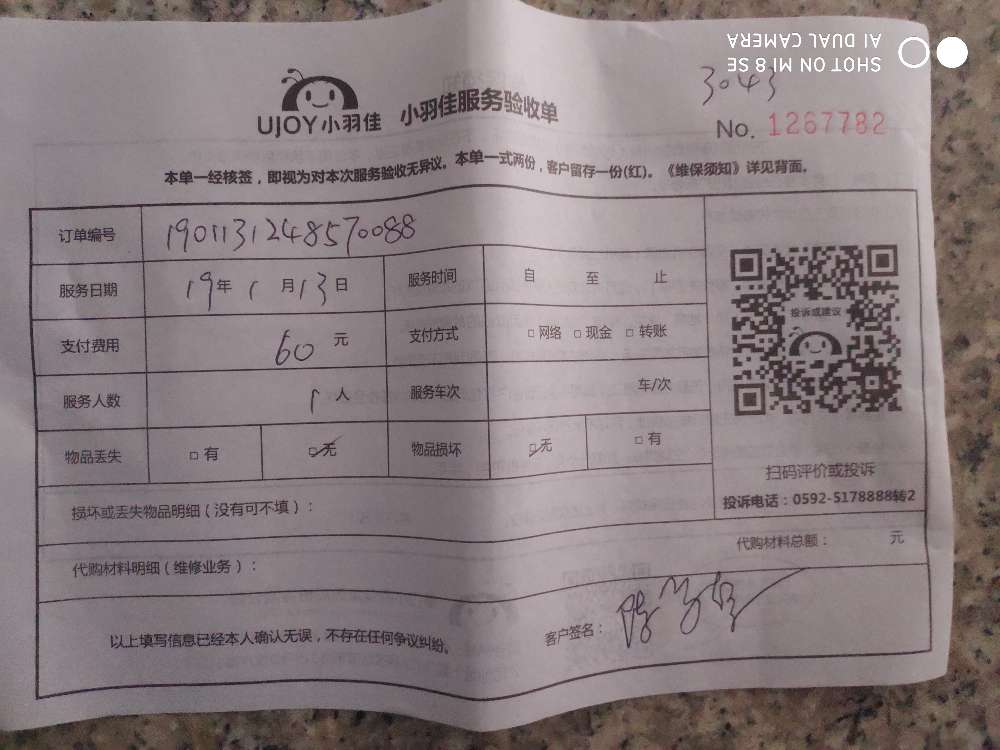 SHOT ON MI 8 SE
AI DUAL CAMERA
3043
UJOY小羽佳 小羽佳服务验收单
No. 1267782
本单一经核签，即视为对本次服务验收无异议。本单一式两份，客户留存一份(红)。《维保须知》详见背面。
订单编号 1901131248570088
服务日期 19年 1月13日 服务时间 自 至 止
支付费用 60 元 支付方式 □ 网络 □ 现金 □ 转账
服务人数 1 人 服务车次 车/次
物品丢失 □ 有 ☑ 无 物品损坏 ☑ 无 □ 有
投诉或建议
扫码评价或投诉
投诉电话：0592-5178888转2
损坏或丢失物品明细（没有可不填）：
代购材料明细（维修业务）： 代购材料总额： 元
以上填写信息已经本人确认无误，不存在任何争议纠纷。 客户签名：